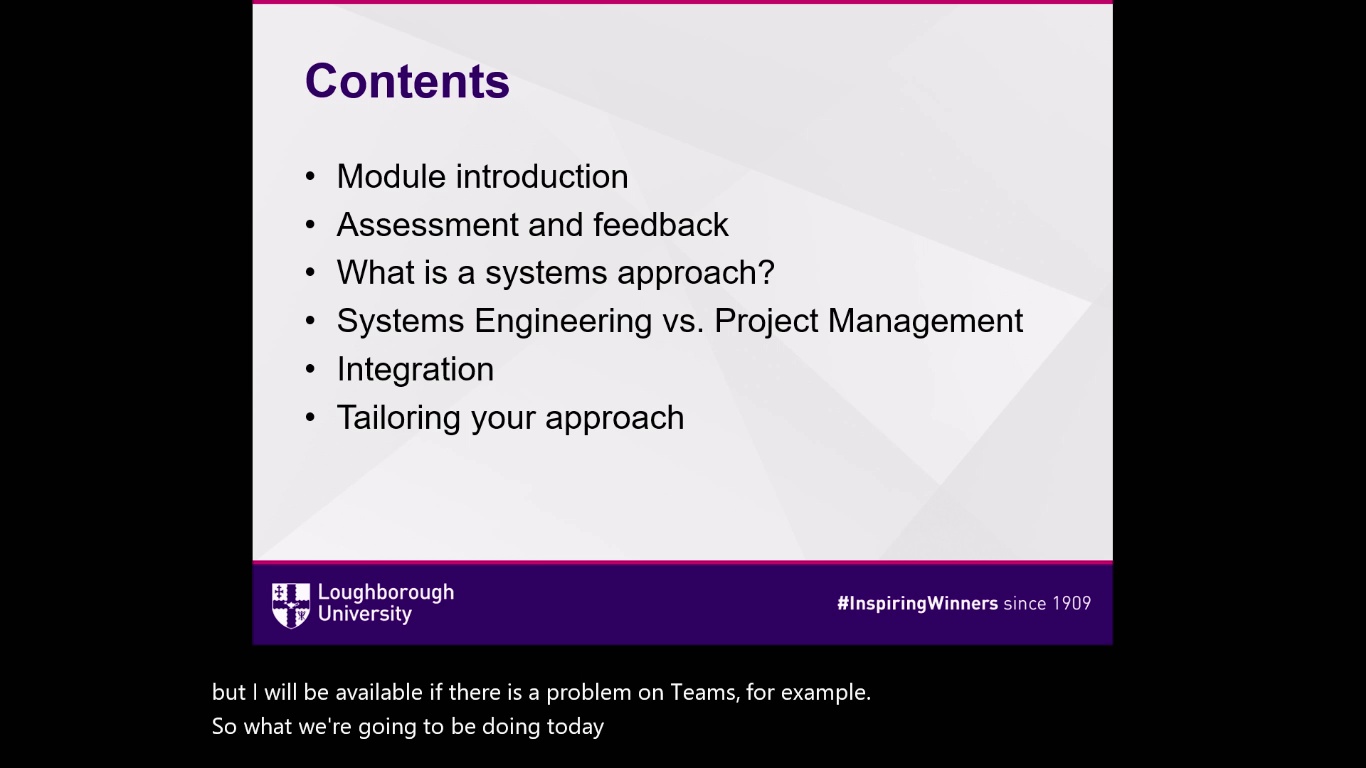 Contents
• Module introduction
• Assessment and feedback
• What is a systems approach?
• Systems Engineering vs. Project Management
• Integration
• Tailoring your approach
Loughborough
University
#InspiringWinners since 1909
but I will be available if there is a problem on Teams, for example.
So what we're going to be doing today